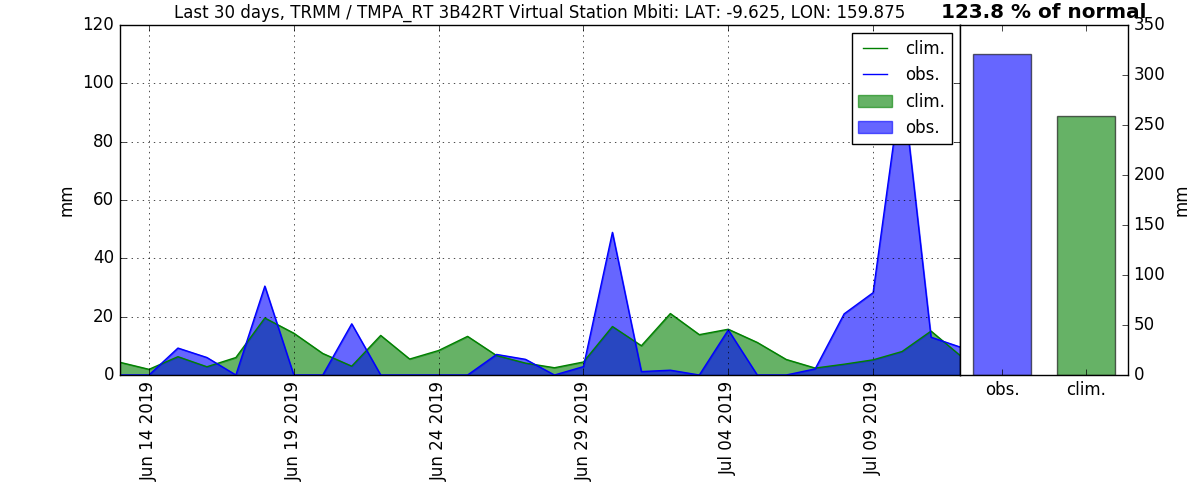 Last 30 days, TRMM / TMPA_RT 3B42RT Virtual Station Mbiti: LAT: -9.625, LON: 159.875
123.8 % of normal
120
100
80
60
40
20
0
mm
clim.
obs.
clim.
obs.
Jun 14 2019
Jun 19 2019
Jun 24 2019
Jun 29 2019
Jul 04 2019
Jul 09 2019
350
300
250
200
150
100
50
0
mm
obs.
clim.